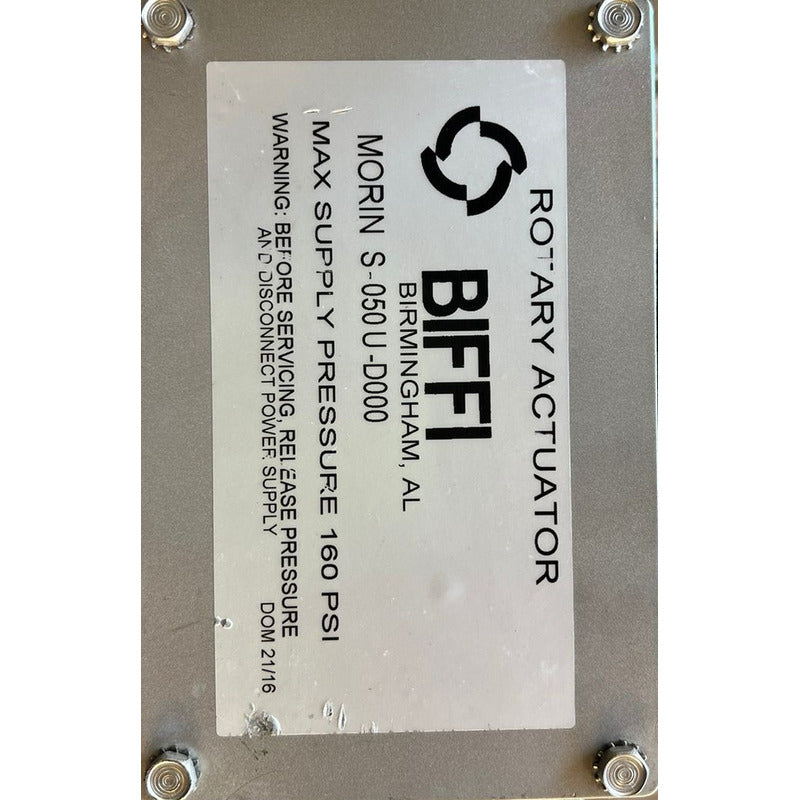 ROTARY ACTUATOR
BIFFI
BIRMINGHAM, AL
MORIN S-050 U-D000
MAX SUPPLY PRESSURE 160 PSI
WARNING: BEFORE SERVICING, RELEASE PRESSURE
AND DISCONNECT POWER SUPPLY
DOM 21/16